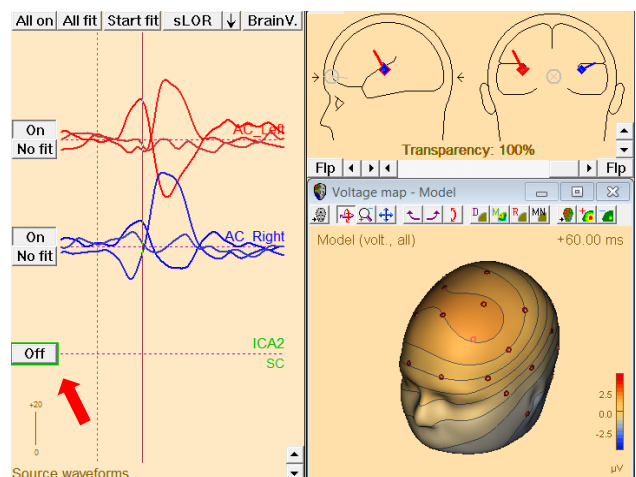 All on All fit Start fit sLOR BrainV.
On
No fit
AC_Left
On
No fit
AC_Right
Off
ICA2
SC
+20
0
Source waveforms
Transparency: 100%
Flp Flp
Voltage map - Model
D M R MN
Model (volt., all) +60.00 ms
2.5
0.0
-2.5
µV